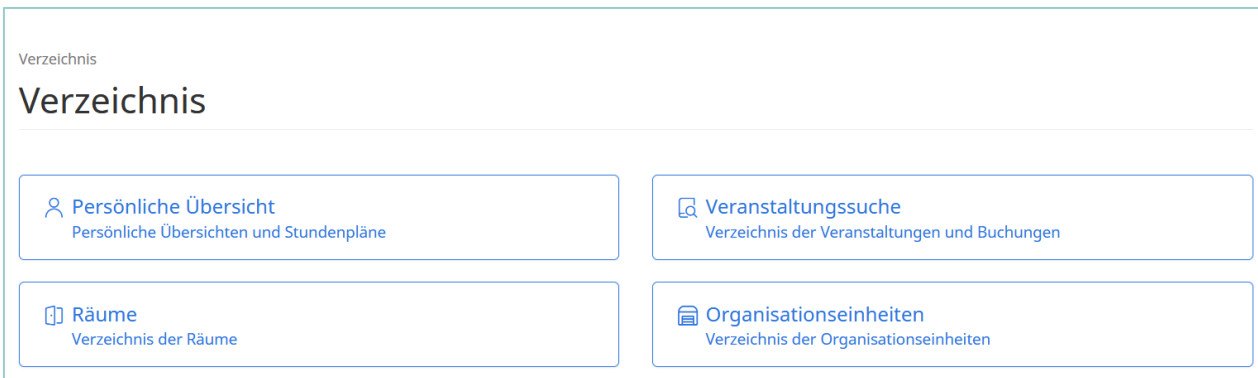 Verzeichnis
Verzeichnis
Persönliche Übersicht
Persönliche Übersichten und Stundenpläne
Veranstaltungssuche
Verzeichnis der Veranstaltungen und Buchungen
Räume
Verzeichnis der Räume
Organisationseinheiten
Verzeichnis der Organisationseinheiten